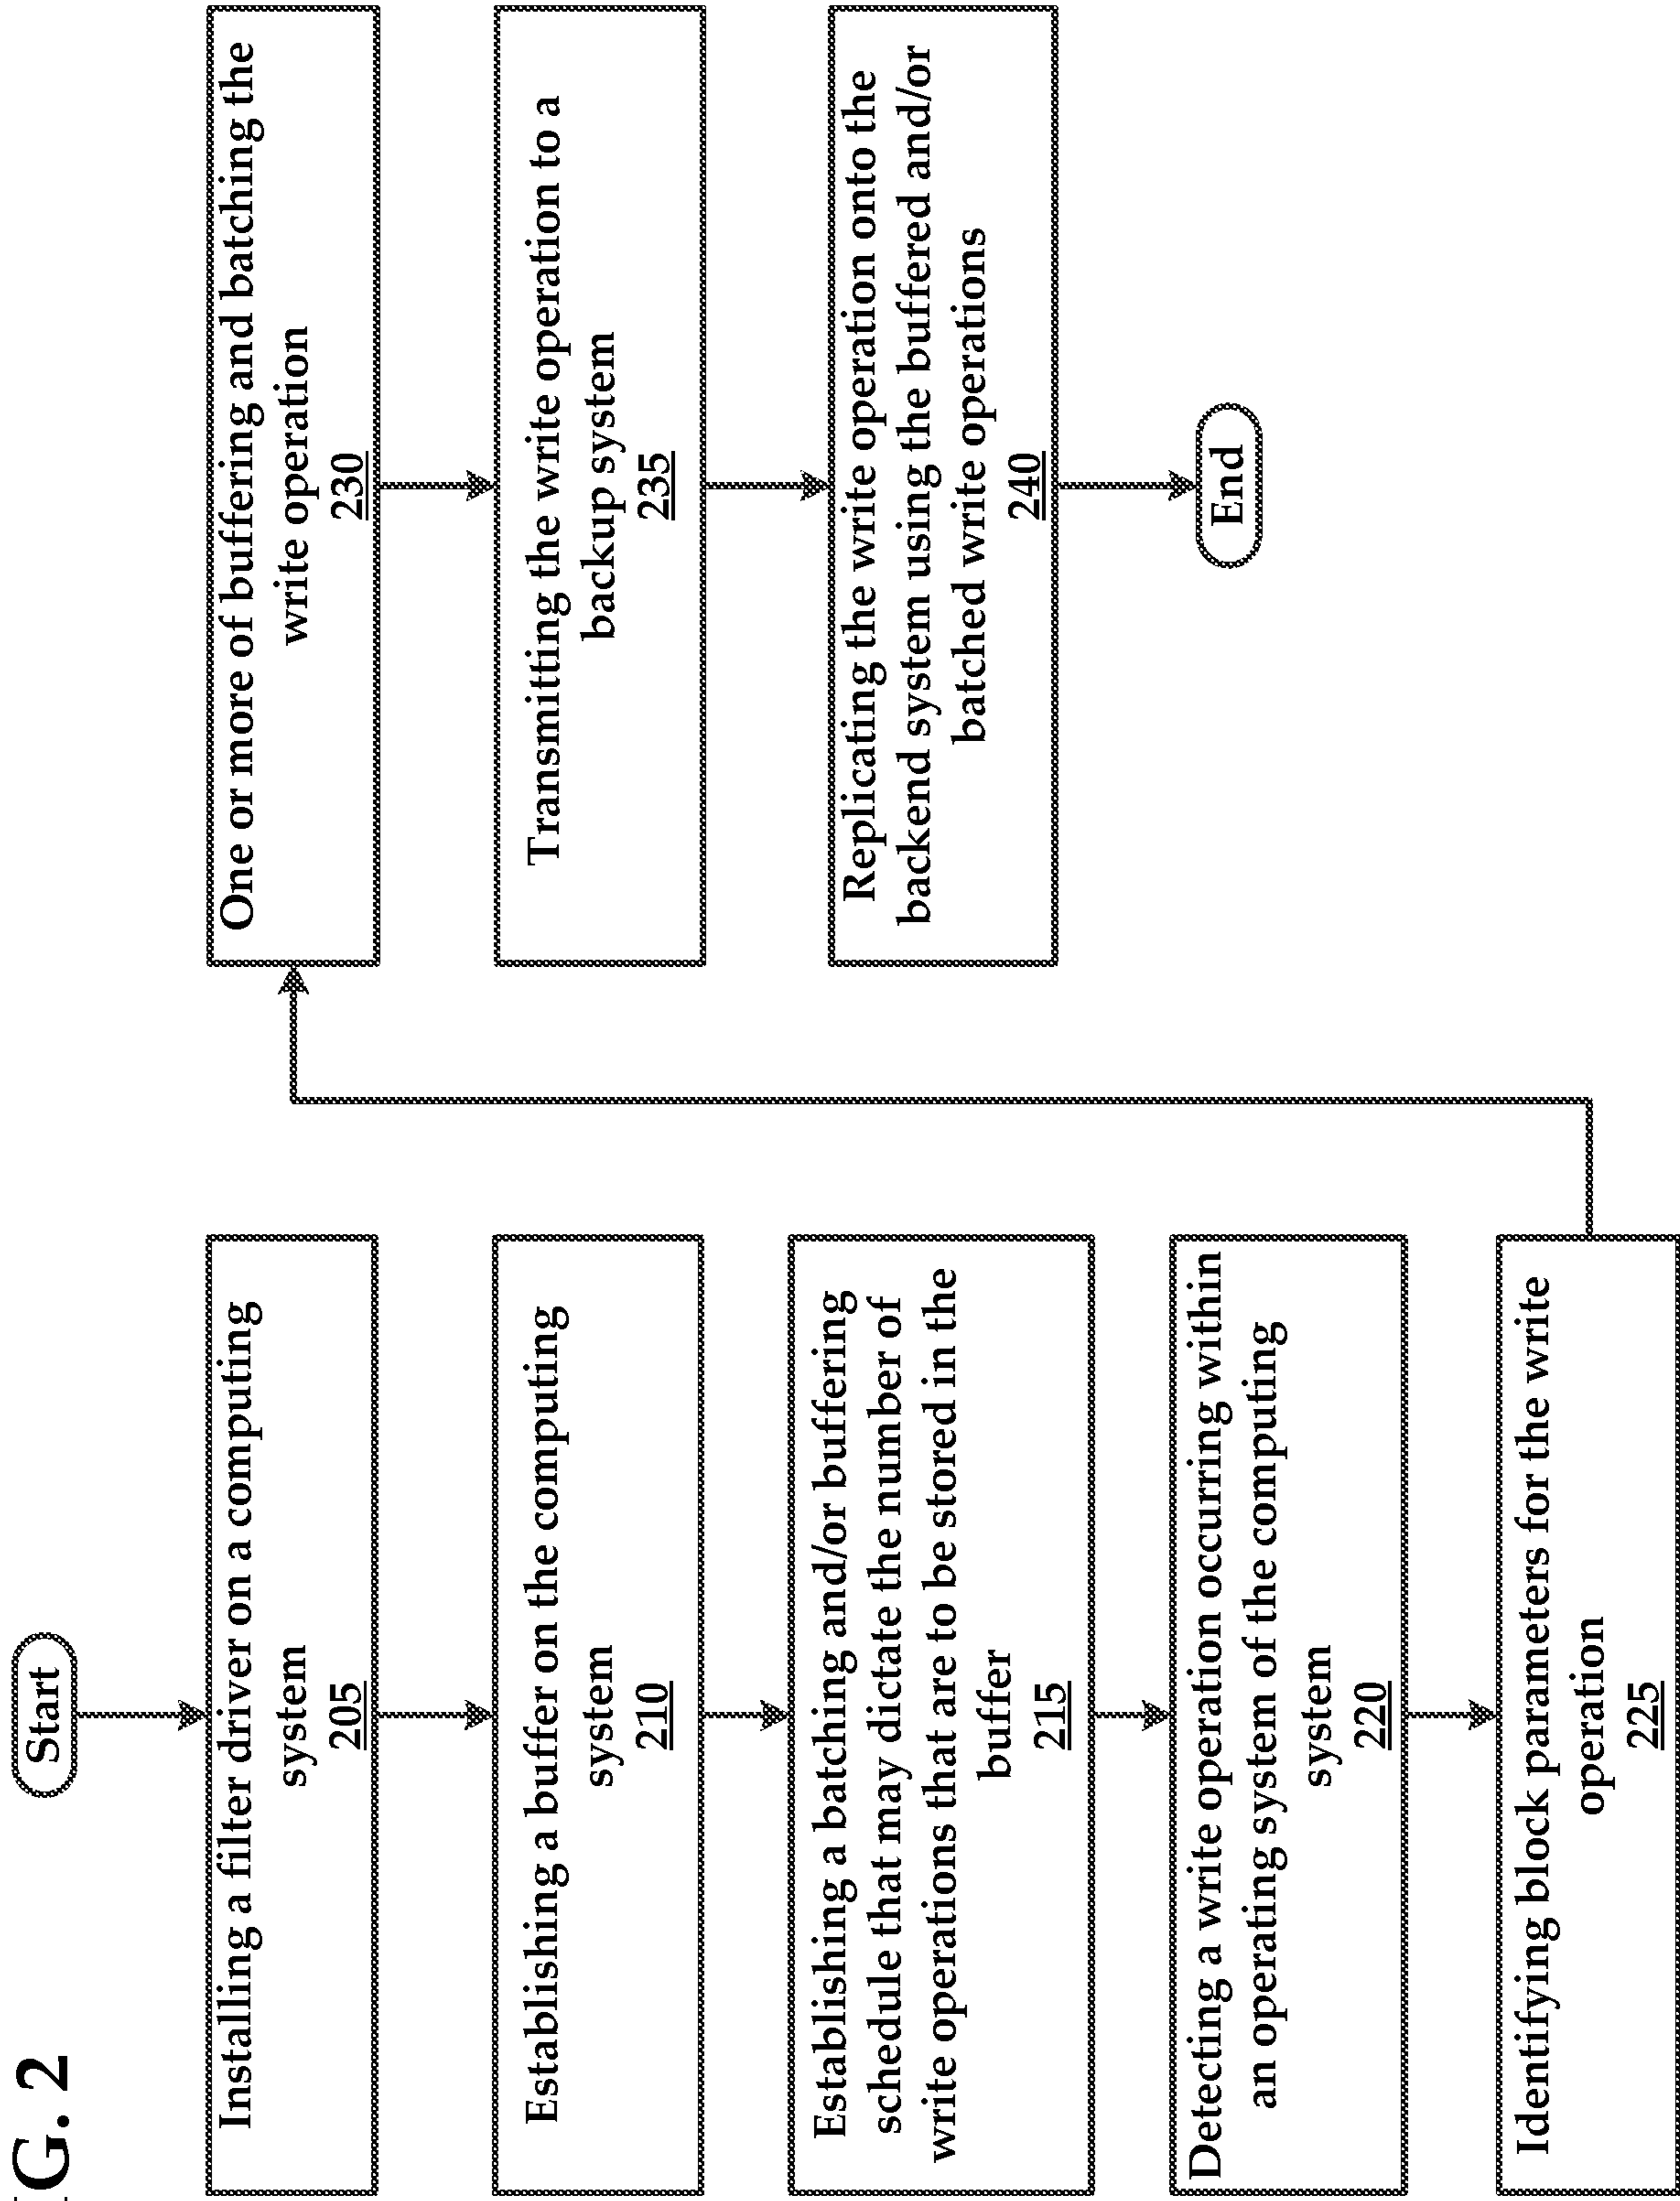 G. 2
Start
Installing a filter driver on a computing
system
205
Establishing a buffer on the computing
system
210
Establishing a batching and/or buffering
schedule that may dictate the number of
write operations that are to be stored in the
buffer
215
Detecting a write operation occurring within
an operating system of the computing
system
220
Identifying block parameters for the write
operation
225
One or more of buffering and batching the
write operation
230
Transmitting the write operation to a
backup system
235
Replicating the write operation onto the
backend system using the buffered and/or
batched write operations
240
End